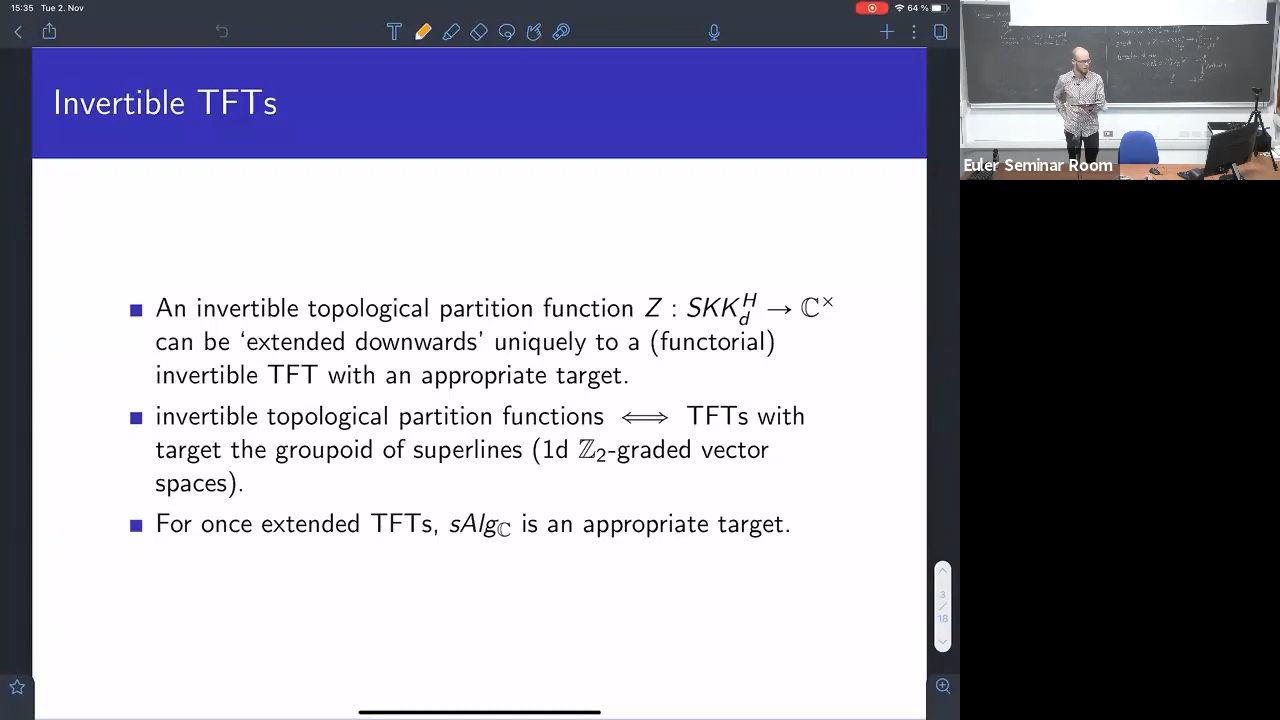 15:35 Tue 2. Nov
64 %
Invertible TFTs
An invertible topological partition function Z : SKK_d^H → ℂ^×
can be ‘extended downwards’ uniquely to a (functorial)
invertible TFT with an appropriate target.
invertible topological partition functions ⟺ TFTs with
target the groupoid of superlines (1d ℤ₂-graded vector
spaces).
For once extended TFTs, sAlg_ℂ is an appropriate target.
3
/
18
Euler Seminar Room